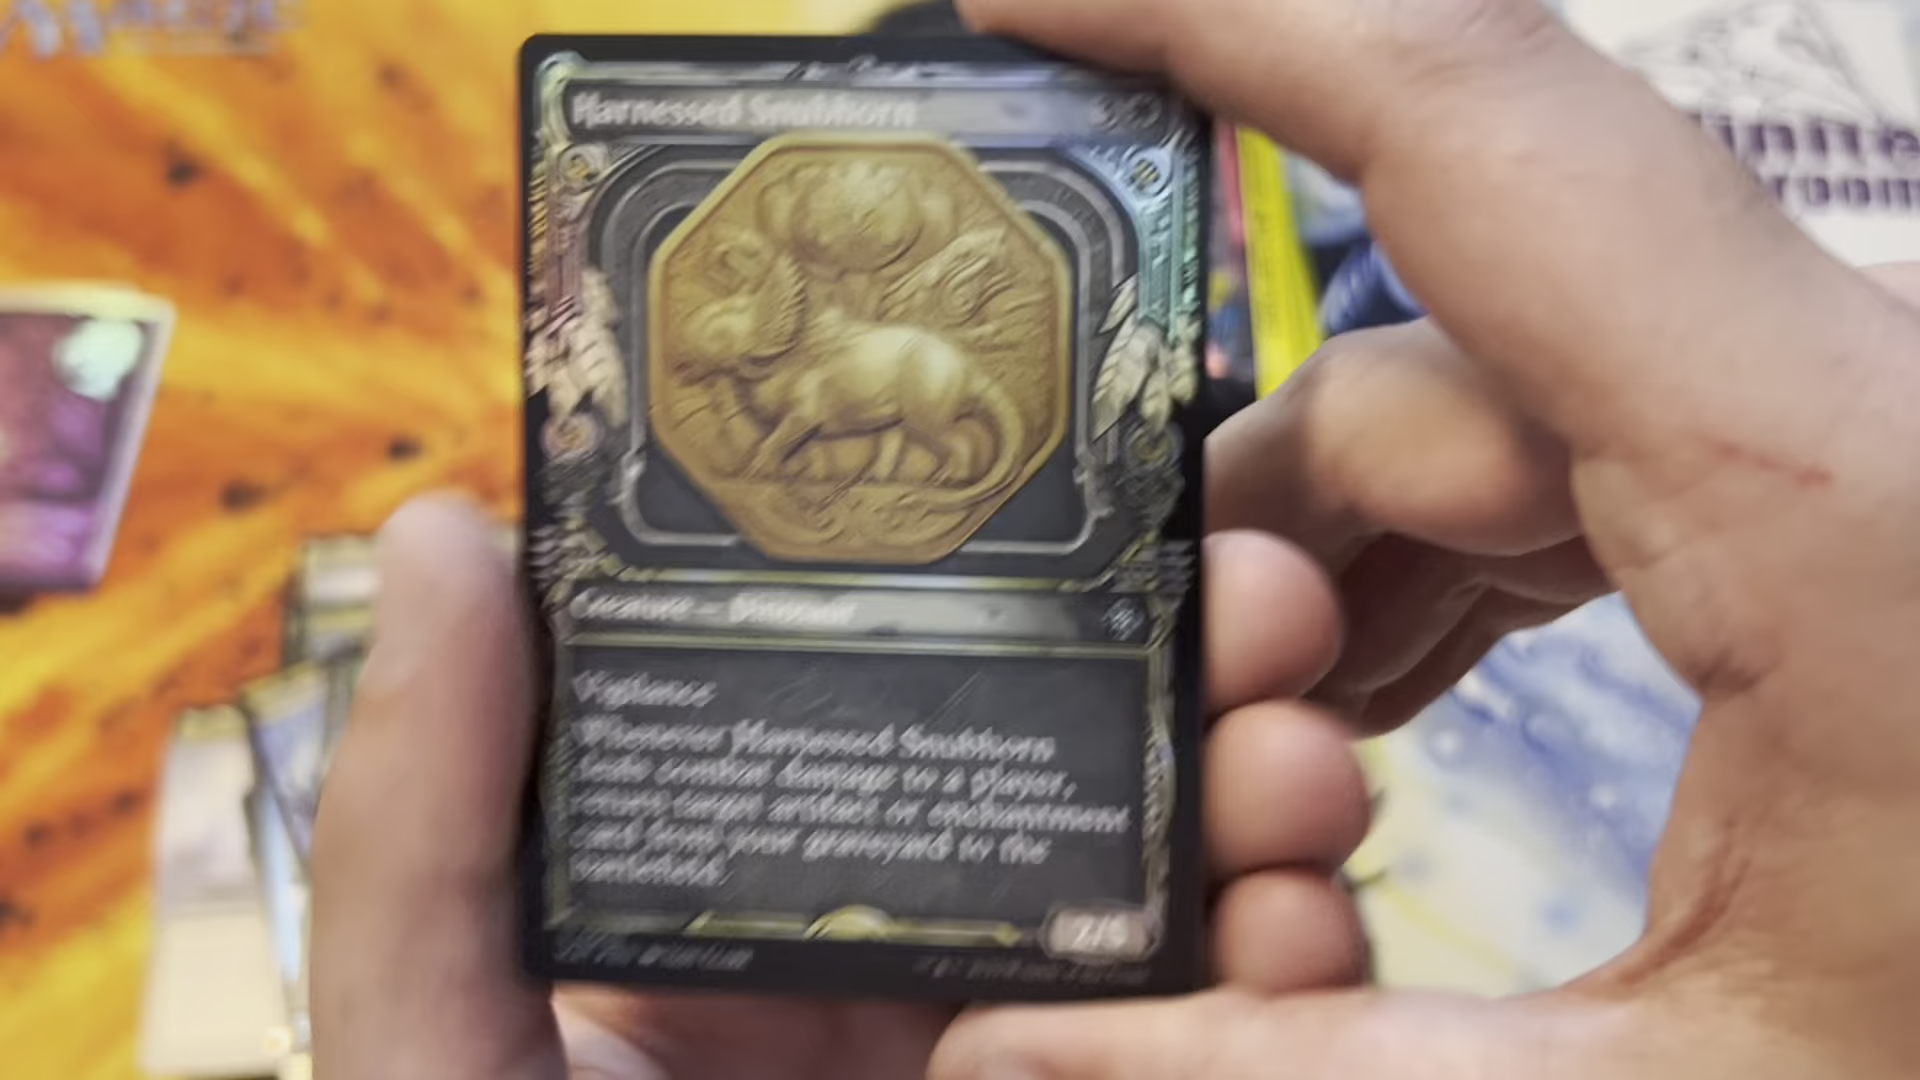 MAGIC
Harnessed Snubhorn
Creature — Dinosaur
Vigilance
Whenever Harnessed Snubhorn
deals combat damage to a player,
return target artifact or enchantment
card from your graveyard to the
battlefield.
2/5